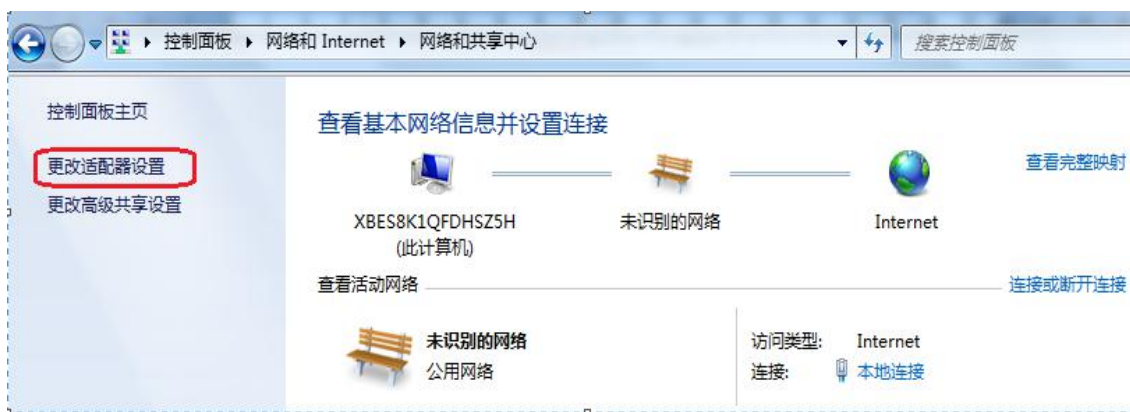 控制面板 ▸ 网络和 Internet ▸ 网络和共享中心
搜索控制面板
控制面板主页
更改适配器设置
更改高级共享设置
查看基本网络信息并设置连接
查看完整映射
XBES8K1QFDHSZ5H
(此计算机)
未识别的网络
Internet
查看活动网络
连接或断开连接
未识别的网络
公用网络
访问类型: Internet
连接: 本地连接